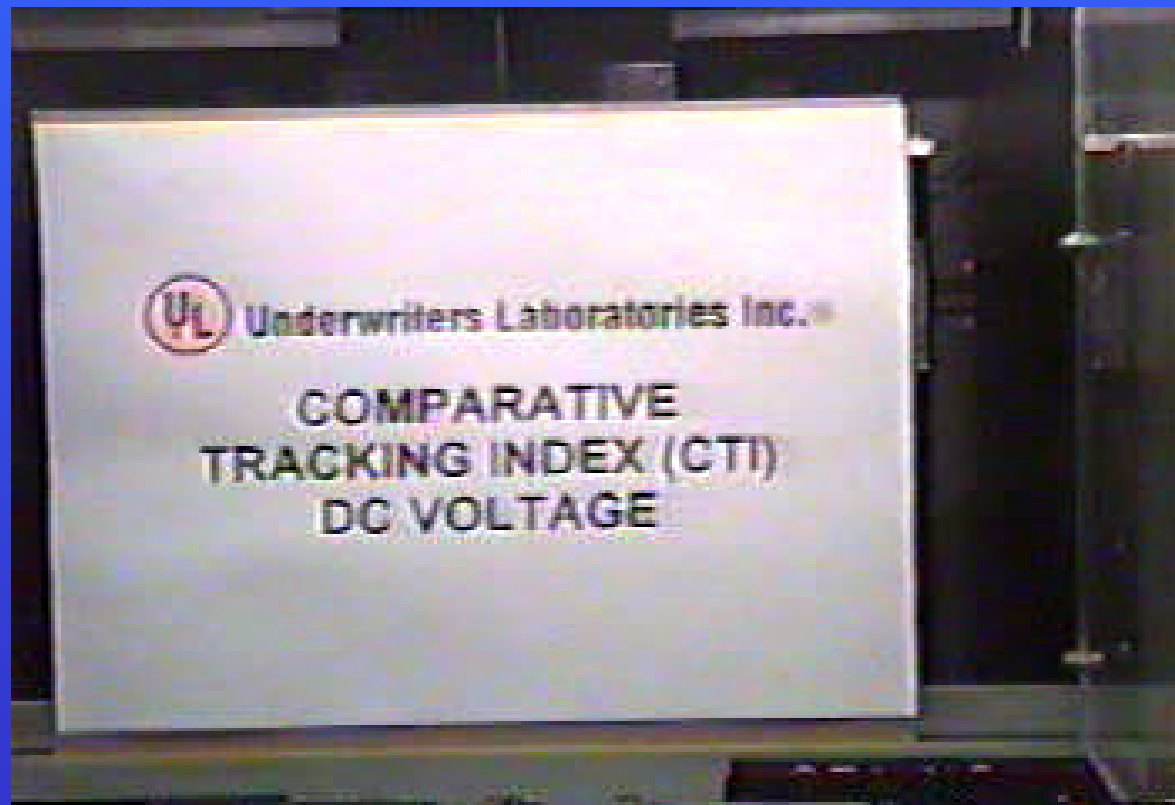 UL Underwriters Laboratories Inc.®
COMPARATIVE
TRACKING INDEX (CTI)
DC VOLTAGE